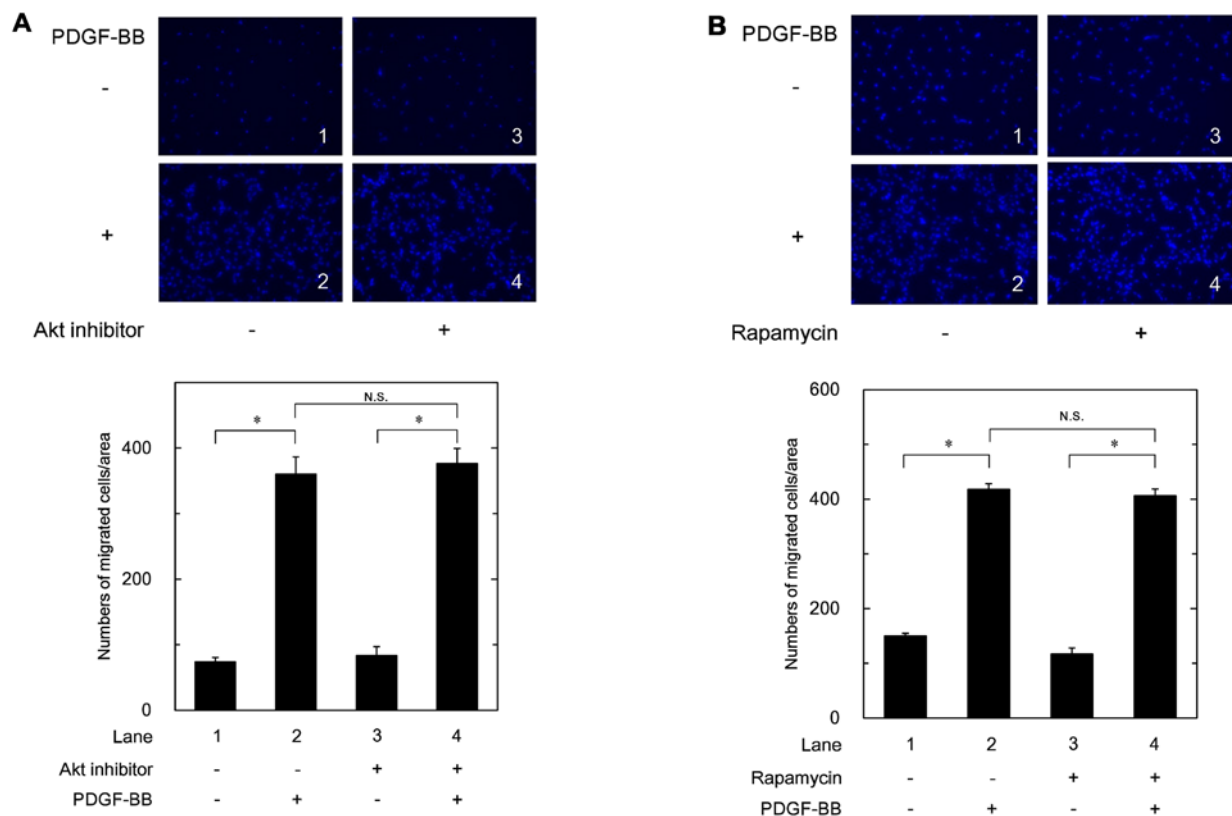 A
PDGF-BB
-
1
3
+
2
4
Akt inhibitor - +
N.S.
* *
Numbers of migrated cells/area
400
200
0
Lane 1 2 3 4
Akt inhibitor - - + +
PDGF-BB - + - +
B
PDGF-BB
-
1
3
+
2
4
Rapamycin - +
600
N.S.
* *
Numbers of migrated cells/area
400
200
0
Lane 1 2 3 4
Rapamycin - - + +
PDGF-BB - + - +